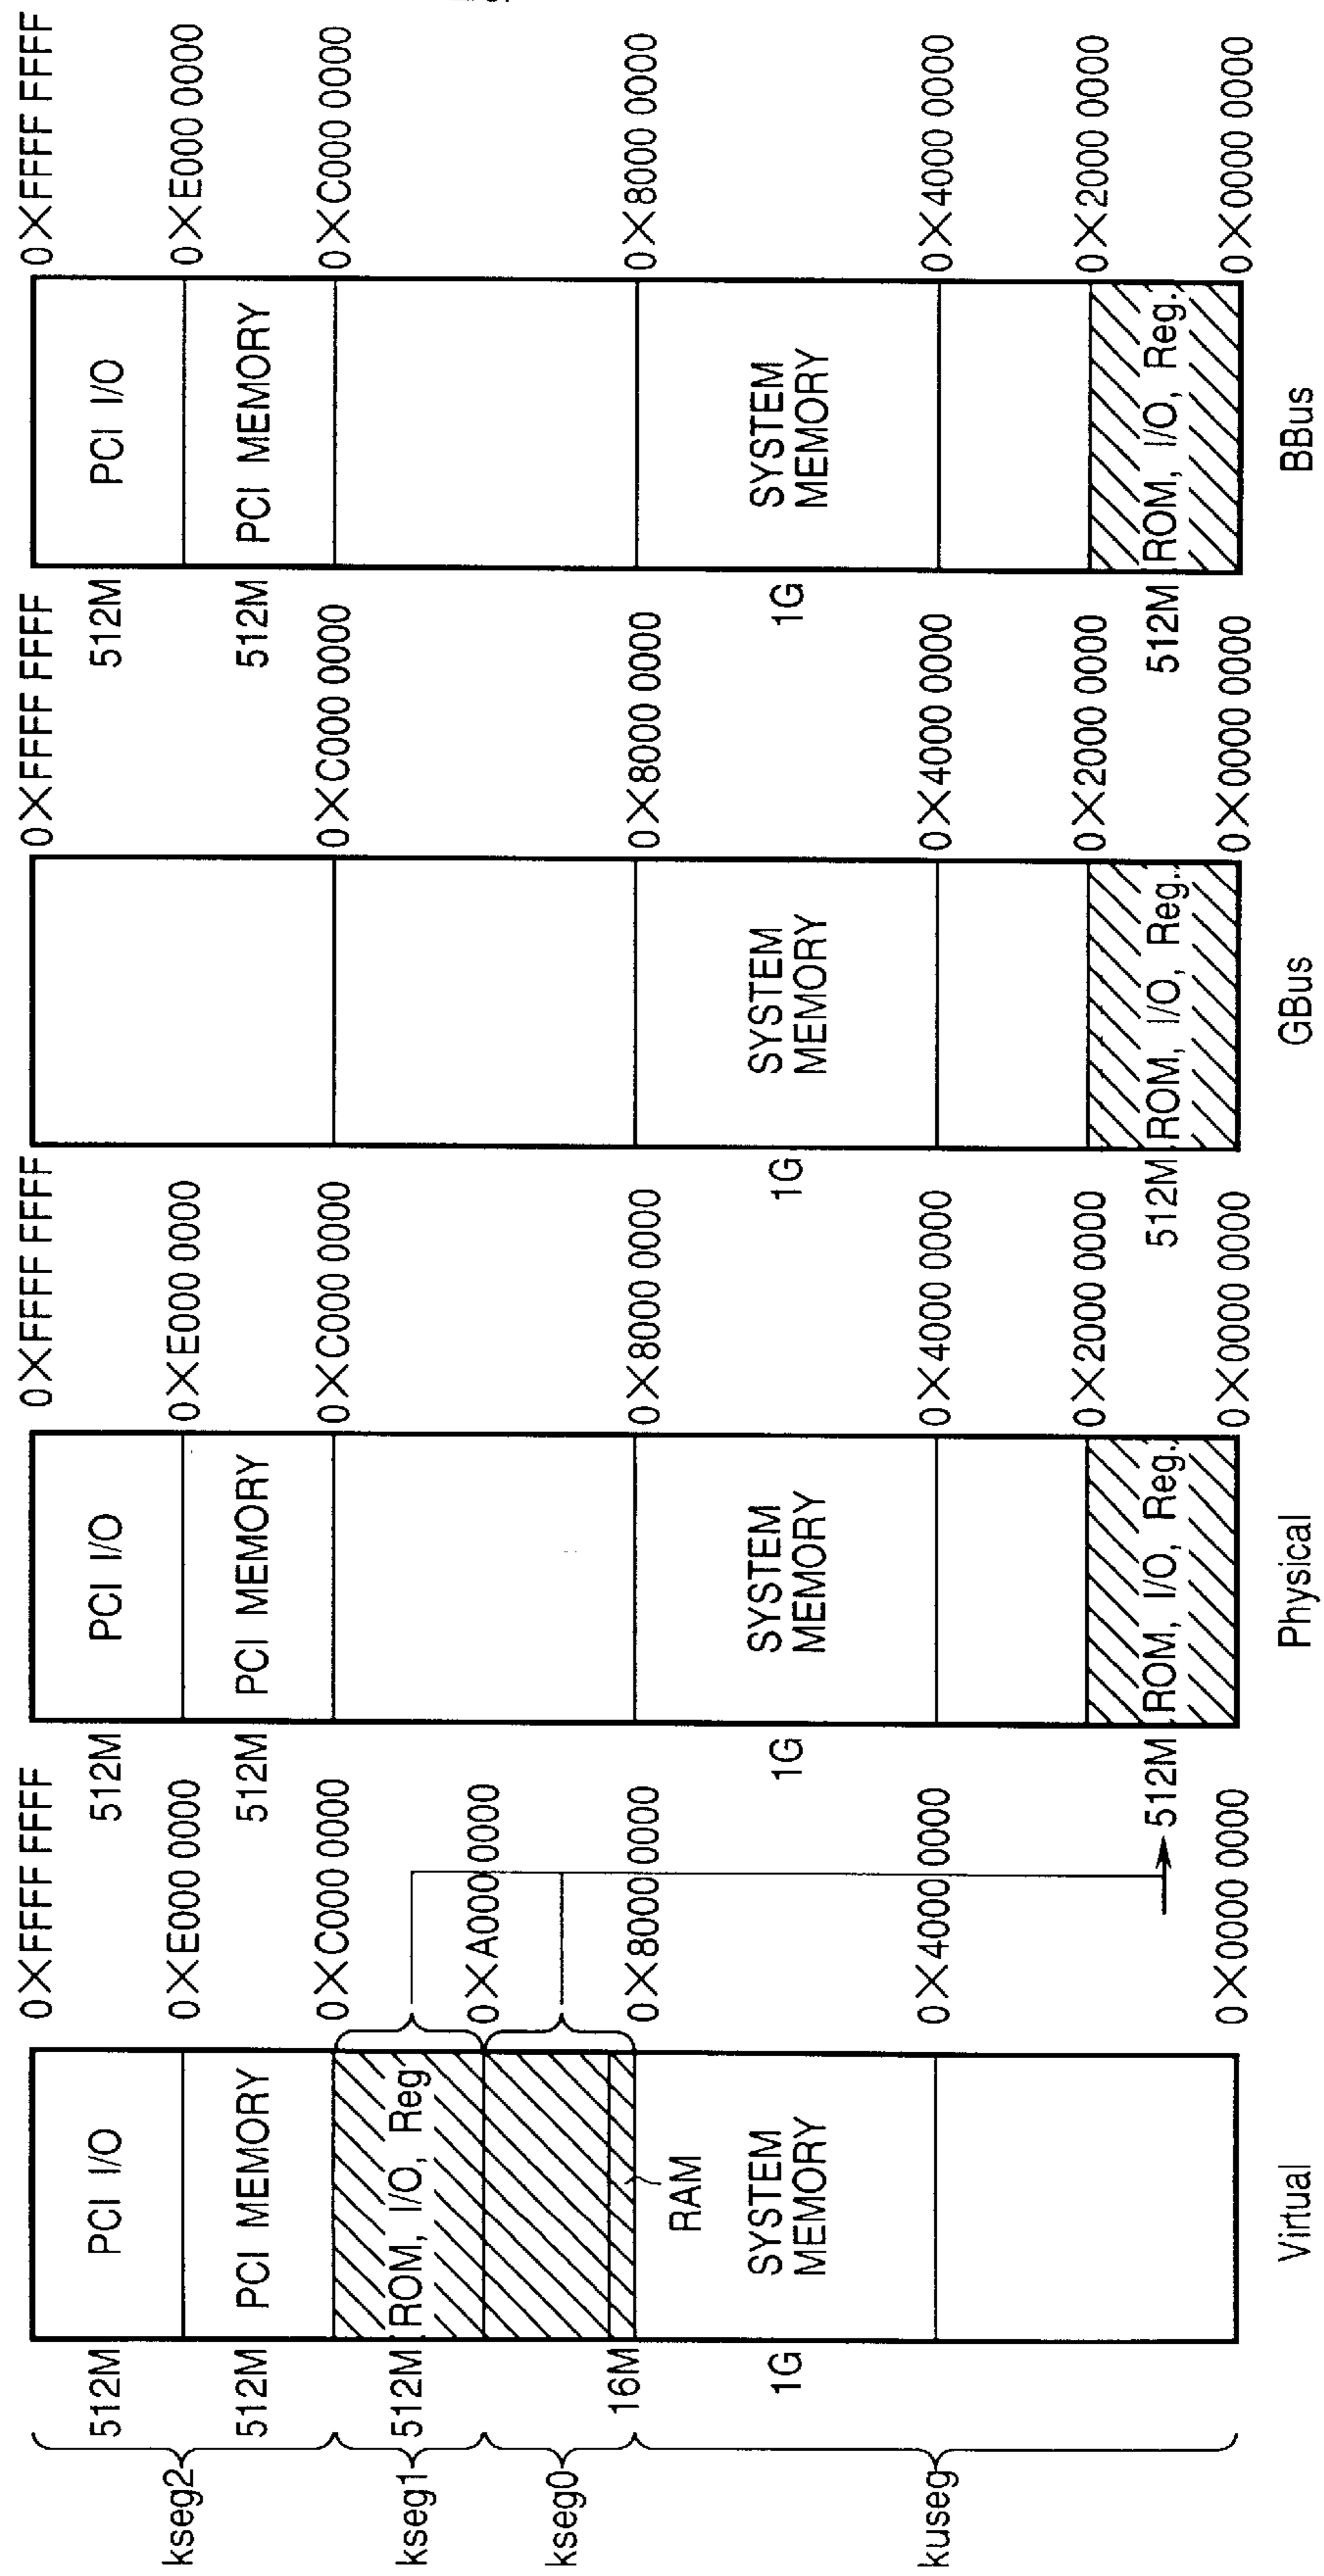 kseg2
kseg1
kseg0
kuseg
512M
512M
512M
16M
1G
PCI I/O
PCI MEMORY
ROM, I/O, Reg
RAM
SYSTEM
MEMORY
0×FFFF FFFF
0×E000 0000
0×C000 0000
0×A000 0000
0×8000 0000
0×4000 0000
0×0000 0000
Virtual
512M
512M
1G
512M
PCI I/O
PCI MEMORY
SYSTEM
MEMORY
ROM, I/O, Reg.
0×FFFF FFFF
0×E000 0000
0×C000 0000
0×8000 0000
0×4000 0000
0×2000 0000
0×0000 0000
Physical
1G
512M
SYSTEM
MEMORY
ROM, I/O, Reg.
0×FFFF FFFF
0×C000 0000
0×8000 0000
0×4000 0000
0×2000 0000
0×0000 0000
GBus
512M
512M
1G
512M
PCI I/O
PCI MEMORY
SYSTEM
MEMORY
ROM, I/O, Reg.
0×FFFF FFFF
0×E000 0000
0×C000 0000
0×8000 0000
0×4000 0000
0×2000 0000
0×0000 0000
BBus